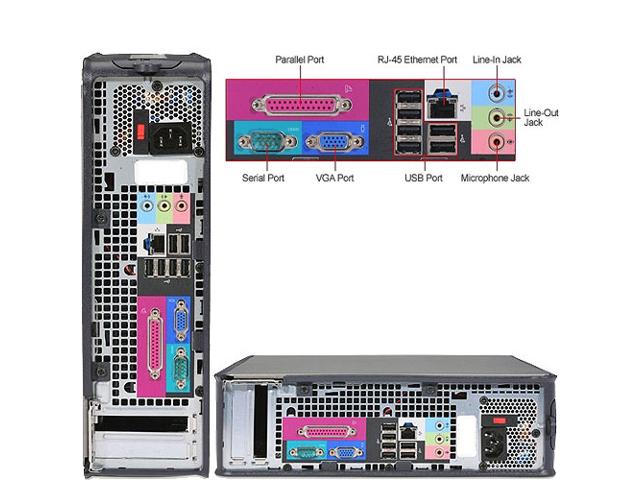 Parallel Port
RJ-45 Ethernet Port
Line-In Jack
Line-Out
Jack
Serial Port
VGA Port
USB Port
Microphone Jack